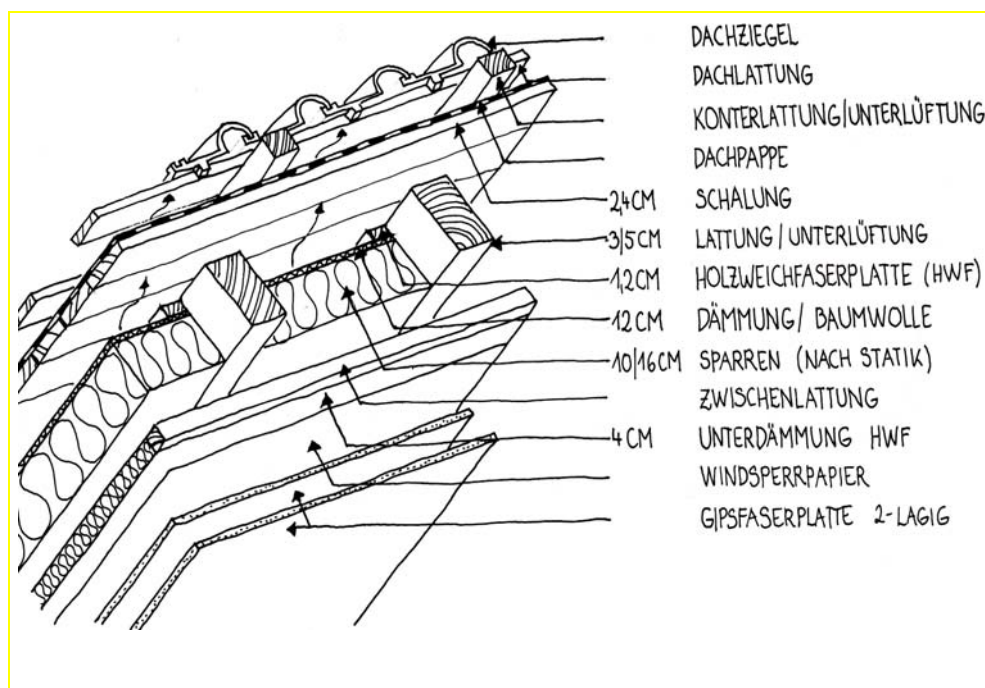 DACHZIEGEL
DACHLATTUNG
KONTERLATTUNG/UNTERLÜFTUNG
DACHPAPPE
2,4CM SCHALUNG
3/5CM LATTUNG/UNTERLÜFTUNG
1,2CM HOLZWEICHFASERPLATTE (HWF)
12CM DÄMMUNG/BAUMWOLLE
10/16CM SPARREN (NACH STATIK)
ZWISCHENLATTUNG
4CM UNTERDÄMMUNG HWF
WINDSPERRPAPIER
GIPSFASERPLATTE 2-LAGIG